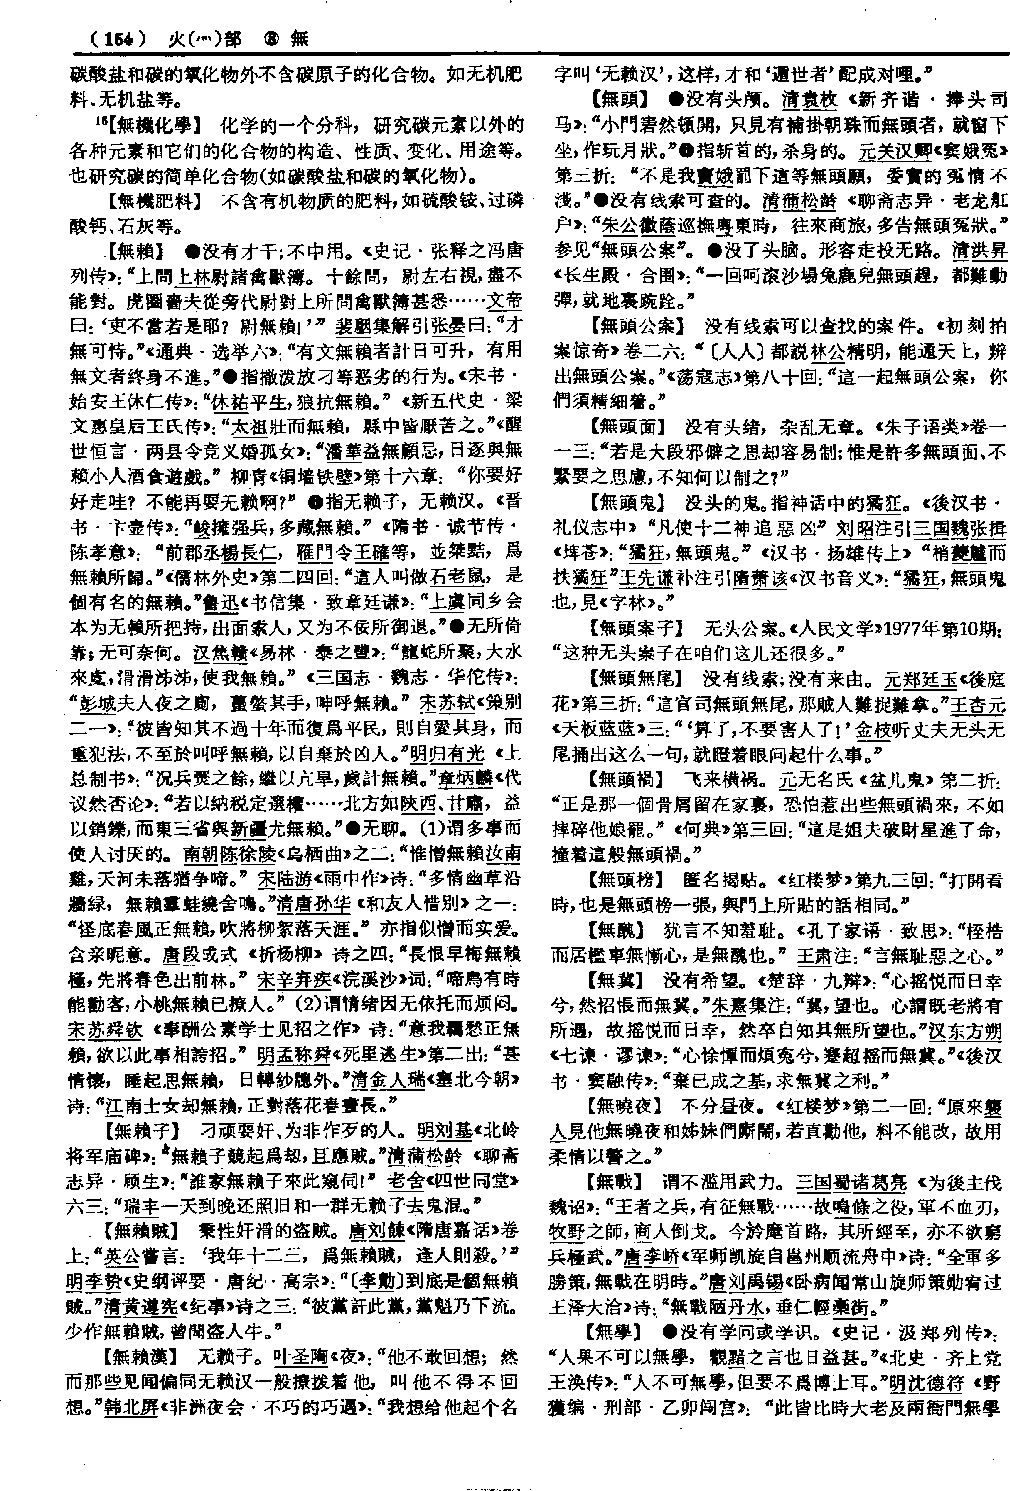 (154) 火(灬)部 ⑧ 無
碳酸盐和碳的氧化物外不含碳原子的化合物。如无机肥
料、无机盐等。
16【無機化學】 化学的一个分科，研究碳元素以外的
各种元素和它们的化合物的构造、性质、变化、用途等。
也研究碳的简单化合物(如碳酸盐和碳的氧化物)。
【無機肥料】 不含有机物质的肥料，如硫酸铵、过磷
酸钙、石灰等。
【無賴】 ●没有才干；不中用。《史记·张释之冯唐
列传》：“上問上林尉諸禽獸簿。十餘問，尉左右視，盡不
能對。虎圈嗇夫從旁代尉對上所問禽獸簿甚悉……文帝
曰：‘吏不當若是耶？尉無賴！’” 裴駰集解引张晏曰：“才
無可恃。”《通典·选举六》：“有文無賴者計日可升，有用
無文者終身不進。”●指撒泼放刁等恶劣的行为。《宋书·
始安王休仁传》：“休祐平生，狼抗無賴。”《新五代史·梁
文惠皇后王氏传》：“太祖壯而無賴，縣中皆厭苦之。”《醒
世恒言·两县令竞义婚孤女》：“潘華益無顧忌，日逐與無
賴小人酒食遊戲。” 柳青《铜墙铁壁》第十六章：“你要好
好走哇？不能再耍无赖啊？” ●指无赖子，无赖汉。《晋
书·卞壶传》：“峻擁强兵，多藏無賴。”《隋书·诚节传·
陈孝意》：“前郡丞楊長仁，雁門令王確等，並桀黠，爲
無賴所歸。”《儒林外史》第二四回：“這人叫做石老鼠，是
個有名的無賴。”鲁迅《书信集·致章廷谦》：“上虞同乡会
本为无赖所把持，出面索人，又为不佞所御退。”●无所倚
靠；无可奈何。汉焦赣《易林·泰之豐》：“龍蛇所聚，大水
來處，滑滑沛沛，使我無賴。”《三国志·魏志·华佗传》：
“彭城夫人夜之廁，蠆螫其手，呻呼無賴。” 宋苏轼《策别
二一》：“彼皆知其不過十年而復爲平民，則自愛其身，而
重犯法，不至於叫呼無賴，以自棄於凶人。”明归有光《上
总制书》：“况兵燹之餘，繼以亢旱，歲計無賴。”章炳麟《代
议然否论》：“若以纳税定選權……北方如陝西、甘肅，益
以銷鑠，而東三省與新疆尤無賴。”●无聊。(1)谓多事而
使人讨厌的。南朝陈徐陵《乌栖曲》之二：“惟憎無賴汝南
雞，天河未落猶争啼。” 宋陆游《雨中作》诗：“多情幽草沿
牆绿，無賴羣蛙繞舍鳴。”清唐孙华《和友人惜别》之一：
“径底春風正無賴，吹將柳絮落天涯。”亦指似憎而实爱。
含亲昵意。唐段成式《折杨柳》诗之四：“長恨早梅無賴
極，先將春色出前林。”宋辛弃疾《浣溪沙》词：“啼鳥有時
能勸客，小桃無賴已撩人。”(2)谓情绪因无依托而烦闷。
宋苏舜钦《奉酬公素学士见招之作》诗：“意我羈愁正無
賴，欲以此事相誇招。” 明孟称舜《死里逃生》第二出：“甚
情懷，睡起思無賴，日轉纱牕外。”清金人瑞《塞北今朝》
诗：“江南士女却無賴，正對落花春晝長。”
【無賴子】 刁顽耍奸、为非作歹的人。明刘基《北岭
将军庙碑》：“無賴子競起爲劫，且應賊。”清蒲松龄《聊斋
志异·顾生》：“誰家無賴子來此窺伺！” 老舍《四世同堂》
六三：“瑞丰一天到晚还照旧和一群无赖子去鬼混。”
【無賴賊】 秉性奸滑的盗贼。唐刘餗《隋唐嘉话》卷
上：“英公嘗言：‘我年十二三，爲無賴賊，逢人則殺。’”
明李贽《史纲评要·唐纪·高宗》：“〔李勣〕到底是個無賴
賊。”清黄遵宪《纪事》诗之三：“彼黨訐此黨，黨魁乃下流。
少作無賴賊，曾聞盗人牛。”
【無賴漢】 无赖子。叶圣陶《夜》：“他不敢回想；然
而那些见闻偏同无赖汉一般撩拨着他，叫他不得不回
想。”韩北屏《非洲夜会·不巧的巧遇》：“我想给他起个名
字叫‘无赖汉’，这样，才和‘遁世者’配成对哩。”
【無頭】 ●没有头颅。清袁枚《新齐谐·捧头司
马》：“小門砉然頓開，只見有補掛朝珠而無頭者，就窗下
坐，作玩月狀。”●指斩首的，杀身的。元关汉卿《窦娥冤》
第三折：“不是我竇娥罰下這等無頭願，委實的冤情不
淺。”●没有线索可查的。清蒲松龄《聊斋志异·老龙舡
户》：“朱公徽蔭巡撫粤東時，往來商旅，多告無頭冤狀。”
参见“無頭公案”。●没了头脑。形容走投无路。清洪昇
《长生殿·合围》：“一回呵滾沙場兔鹿兒無頭趕，都難動
彈，就地裏踠跧。”
【無頭公案】 没有线索可以查找的案件。《初刻拍
案惊奇》卷二六：“〔人人〕都説林公精明，能通天上，辨
出無頭公案。”《荡寇志》第八十回：“這一起無頭公案，你
們須精細着。”
【無頭面】 没有头绪，杂乱无章。《朱子语类》卷一
一三：“若是大段邪僻之思却容易制；惟是許多無頭面、不
緊要之思慮，不知何以制之？”
【無頭鬼】 没头的鬼。指神话中的獝狂。《後汉书·
礼仪志中》“凡使十二神追惡凶”刘昭注引三国魏张揖
《埤苍》：“獝狂，無頭鬼。”《汉书·扬雄传上》“梢夔魖而
抶獝狂”王先谦补注引隋萧该《汉书音义》：“獝狂，無頭鬼
也，見《字林》。”
【無頭案子】 无头公案。《人民文学》1977年第10期：
“这种无头案子在咱们这儿还很多。”
【無頭無尾】 没有线索；没有来由。元郑廷玉《後庭
花》第三折：“這官司無頭無尾，那賊人難捉難拿。”王杏元
《天板蓝蓝》三：“‘算了，不要害人了！’金枝听丈夫无头无
尾捅出这么一句，就瞪着眼问起什么事。”
【無頭禍】 飞来横祸。元无名氏《盆儿鬼》第二折：
“正是那一個骨屑留在家裏，恐怕惹出些無頭禍來，不如
摔碎他娘罷。”《何典》第三回：“這是姐夫破財星進了命，
撞着這般無頭禍。”
【無頭榜】 匿名揭贴。《红楼梦》第九三回：“打開看
時，也是無頭榜一張，與門上所貼的話相同。”
【無醜】 犹言不知羞耻。《孔子家语·致思》：“桎梏
而居檻車無慚心，是無醜也。” 王肃注：“言無耻惡之心。”
【無冀】 没有希望。《楚辞·九辩》：“心摇悦而日幸
兮，然怊悵而無冀。”朱熹集注：“冀，望也。心謂既老將有
所遇，故摇悦而日幸，然卒自知其無所望也。”汉东方朔
《七谏·谬谏》：“心悇憛而煩冤兮，蹇超摇而無冀。”《後汉
书·窦融传》：“棄已成之基，求無冀之利。”
【無曉夜】 不分昼夜。《红楼梦》第二一回：“原來襲
人見他無曉夜和姊妹們廝鬧，若直勸他，料不能改，故用
柔情以警之。”
【無戰】 谓不滥用武力。三国蜀诸葛亮《为後主伐
魏诏》：“王者之兵，有征無戰……故鳴條之役，軍不血刃，
牧野之師，商人倒戈。今旍麾首路，其所經至，亦不欲窮
兵極武。”唐李峤《军师凯旋自邕州顺流舟中》诗：“全軍多
勝策，無戰在明時。”唐刘禹锡《卧病闻常山旋师策勋宥过
王泽大洽》诗：“無戰陋丹水，垂仁輕槀街。”
【無學】 ●没有学问或学识。《史记·汲郑列传》：
“人果不可以無學，觀黯之言也日益甚。”《北史·齐上党
王涣传》：“人不可無學，但要不爲博士耳。”明沈德符《野
獲编·刑部·乙卯闯宫》：“此皆比時大老及兩衙門無學